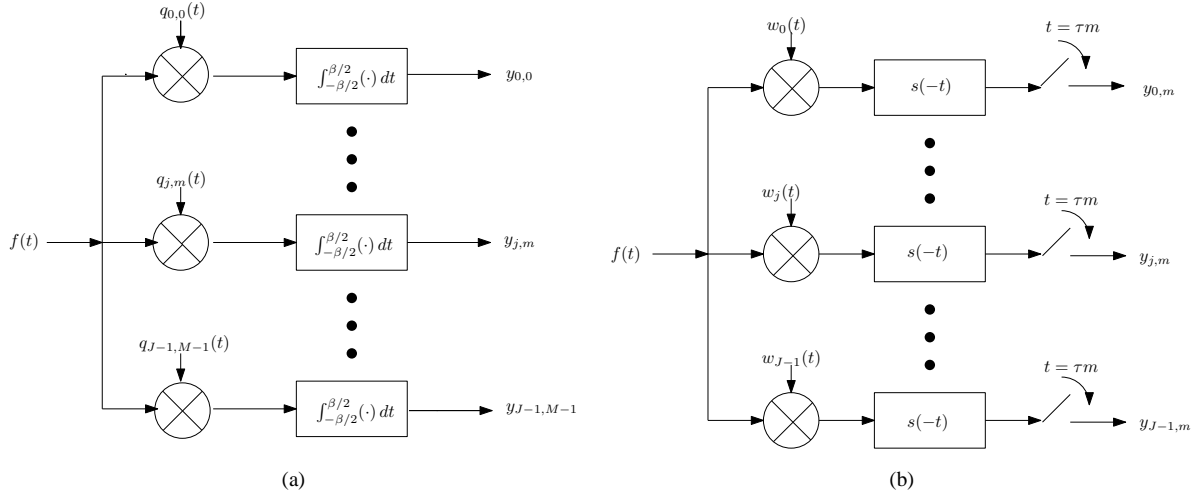 q_{0,0}(t)
∫_{-β/2}^{β/2}(·) dt
y_{0,0}
q_{j,m}(t)
f(t)
∫_{-β/2}^{β/2}(·) dt
y_{j,m}
q_{J-1,M-1}(t)
∫_{-β/2}^{β/2}(·) dt
y_{J-1,M-1}
(a)
w_0(t)
t = τm
s(-t)
y_{0,m}
w_j(t)
t = τm
f(t)
s(-t)
y_{j,m}
w_{J-1}(t)
t = τm
s(-t)
y_{J-1,m}
(b)